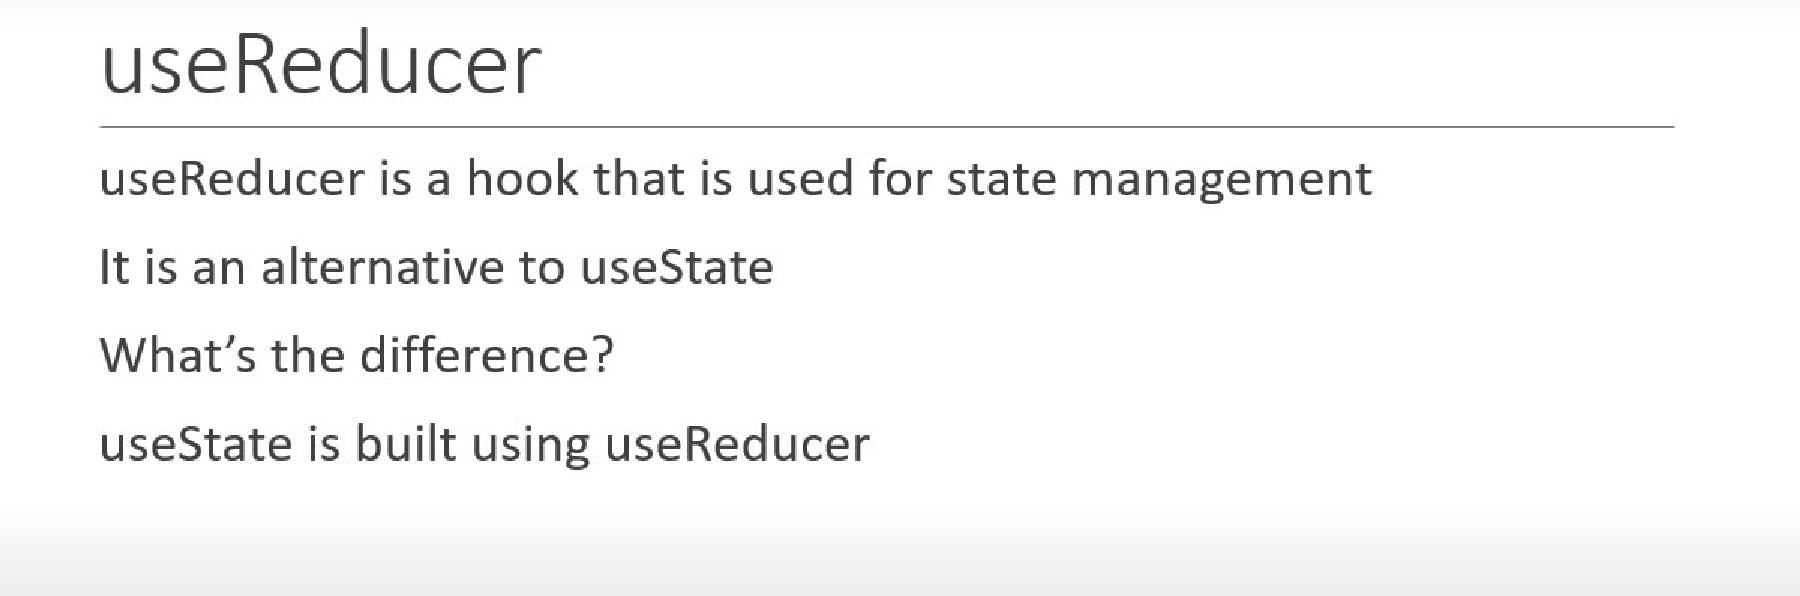 useReducer
useReducer is a hook that is used for state management
It is an alternative to useState
What’s the difference?
useState is built using useReducer